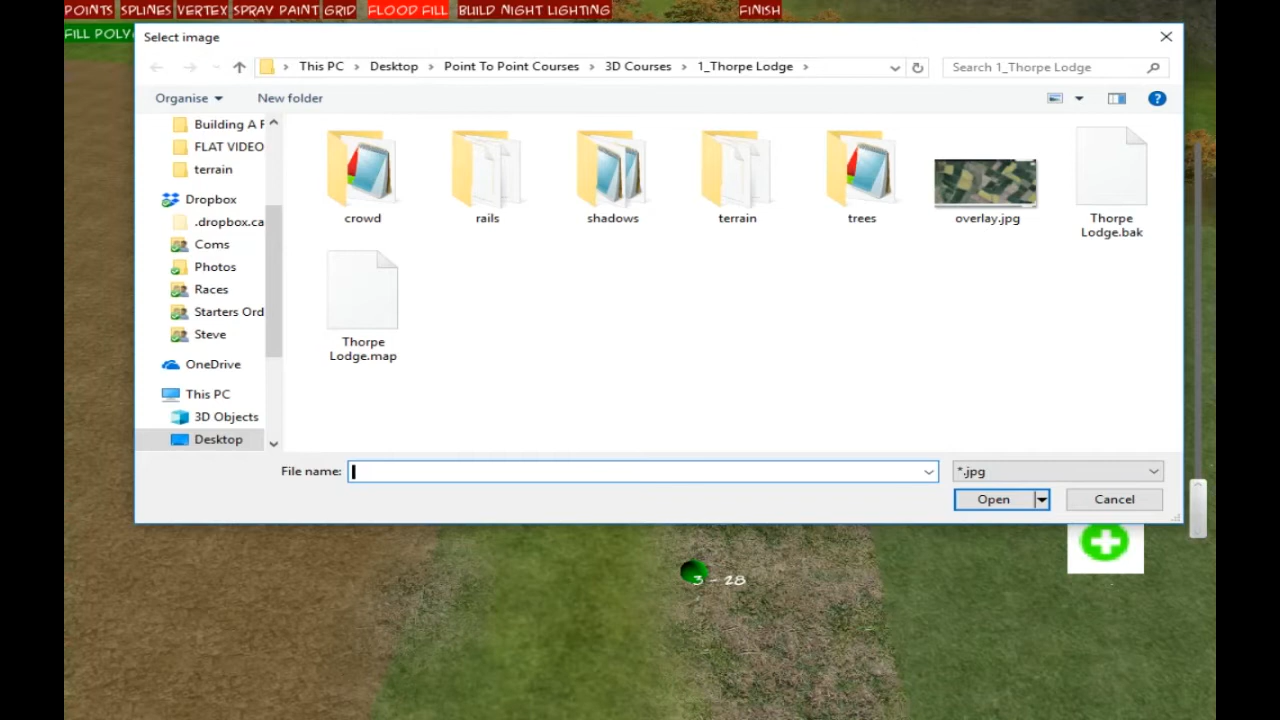 POINTS SPLINES VERTEX SPRAY PAINT GRID FLOOD FILL BUILD NIGHT LIGHTING FINISH
FILL POLY
Select image
This PC > Desktop > Point To Point Courses > 3D Courses > 1_Thorpe Lodge >
Search 1_Thorpe Lodge
Organise
New folder
Building A F
FLAT VIDEO
terrain
Dropbox
.dropbox.ca
Coms
Photos
Races
Starters Ord
Steve
OneDrive
This PC
3D Objects
Desktop
crowd
rails
shadows
terrain
trees
overlay.jpg
Thorpe
Lodge.bak
Thorpe
Lodge.map
File name:
*.jpg
Open
Cancel
3 - 28